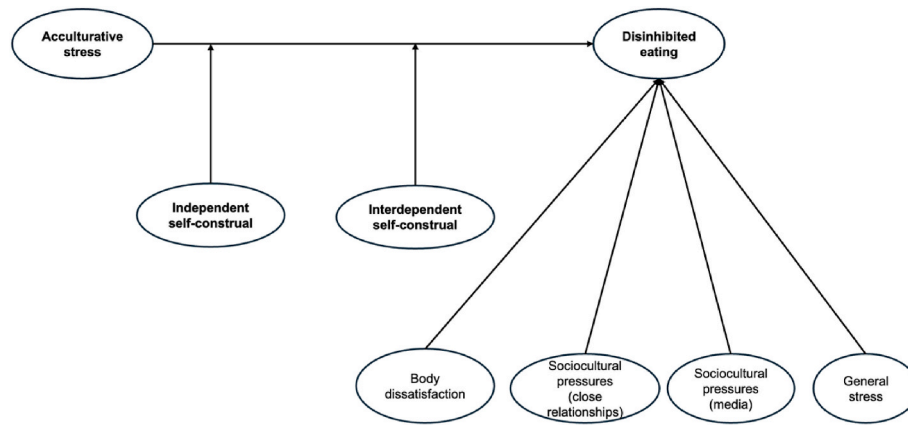 Acculturative
stress
Disinhibited
eating
Independent
self-construal
Interdependent
self-construal
Body
dissatisfaction
Sociocultural
pressures
(close
relationships)
Sociocultural
pressures
(media)
General
stress